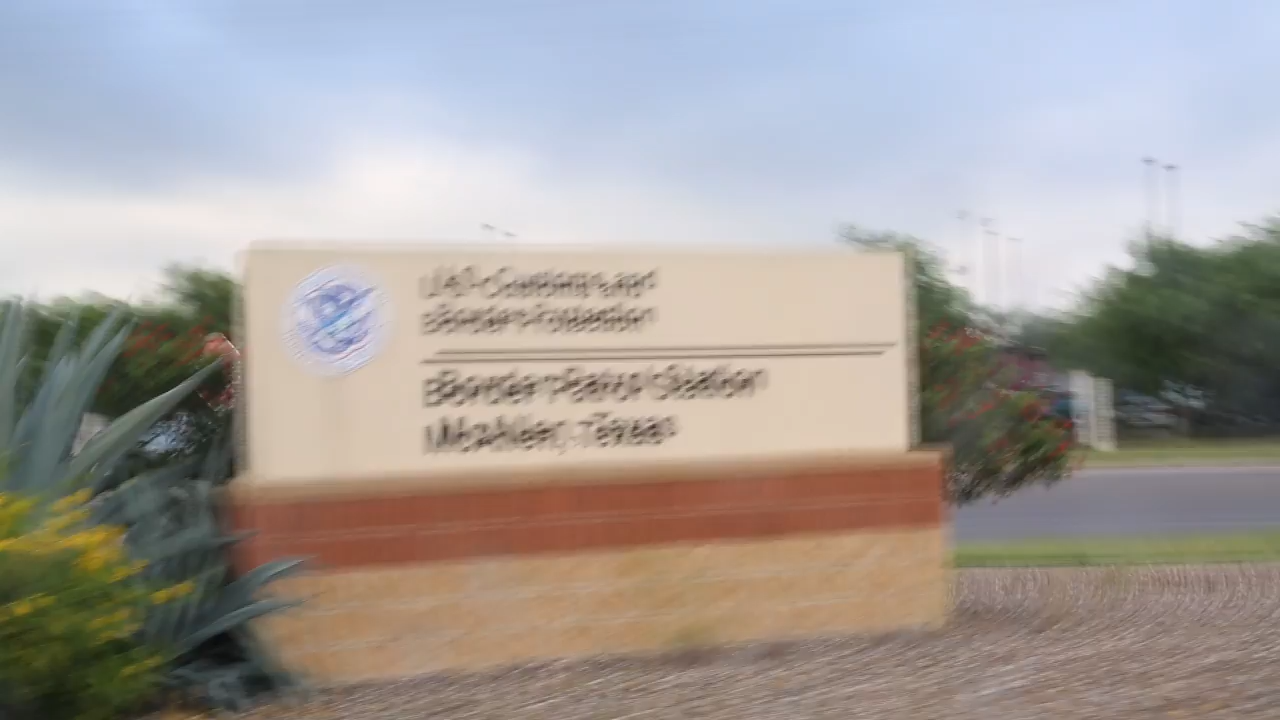 U.S. Customs and
Border Protection
Border Patrol Station
McAllen, Texas